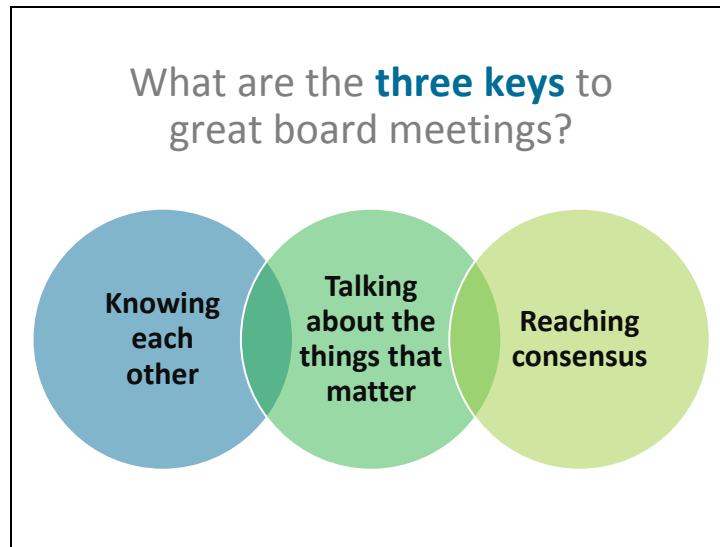 What are the three keys to
great board meetings?
Knowing
each
other
Talking
about the
things that
matter
Reaching
consensus